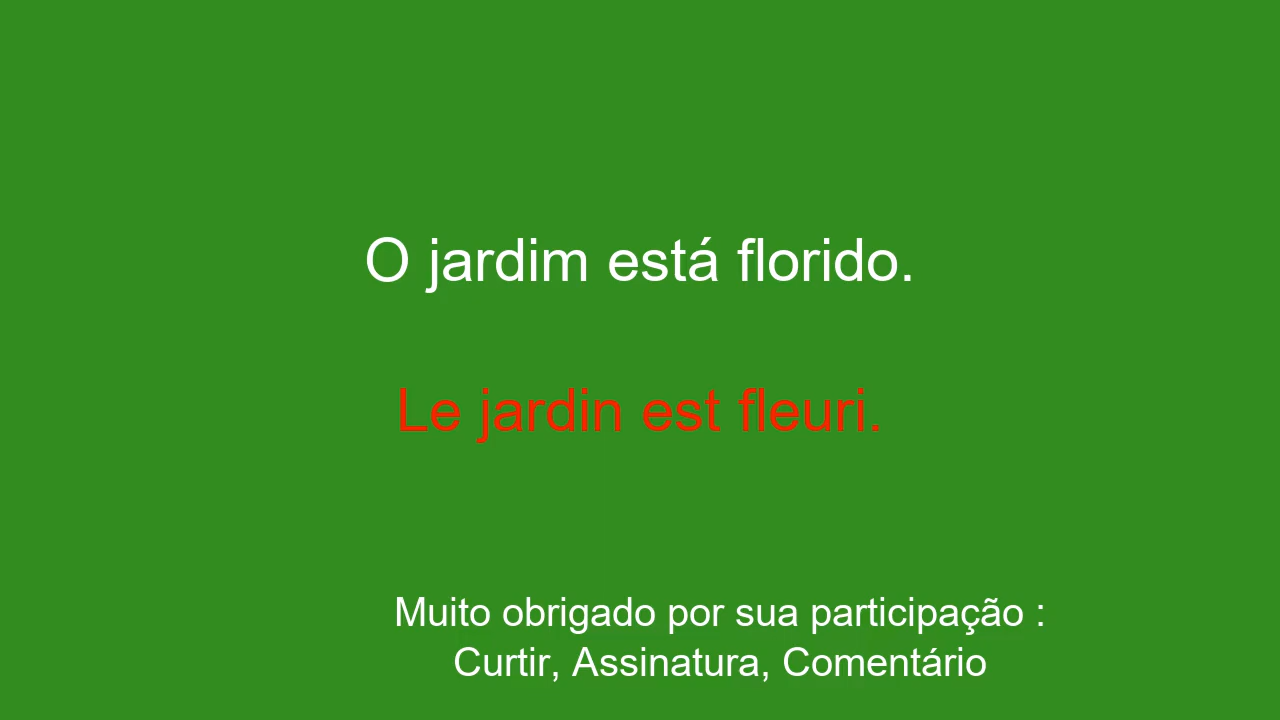 O jardim está florido.
Le jardin est fleuri.
Muito obrigado por sua participação :
Curtir, Assinatura, Comentário